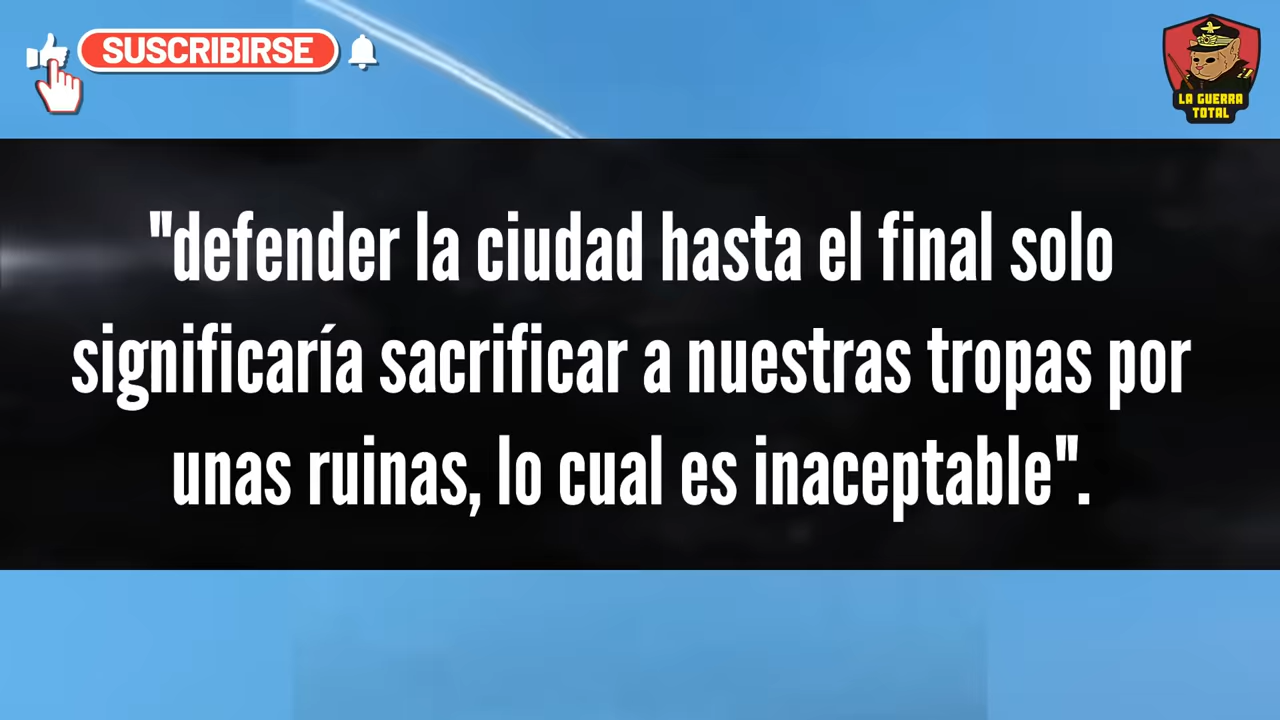 SUSCRIBIRSE
LA GUERRA
TOTAL
"defender la ciudad hasta el final solo
significaría sacrificar a nuestras tropas por
unas ruinas, lo cual es inaceptable".